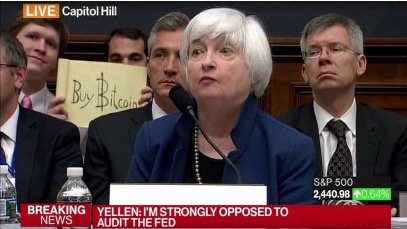 LIVE Capitol Hill
Buy Bitcoin
S&P 500
2,440.98 0.64%
BREAKING
NEWS
YELLEN: I'M STRONGLY OPPOSED TO
AUDIT THE FED